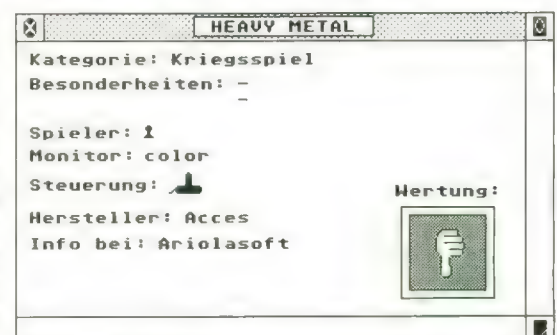 HEAVY METAL
Kategorie: Kriegsspiel
Besonderheiten: –
–
Spieler: 1
Monitor: color
Steuerung:
Wertung:
Hersteller: Acces
Info bei: Ariolasoft